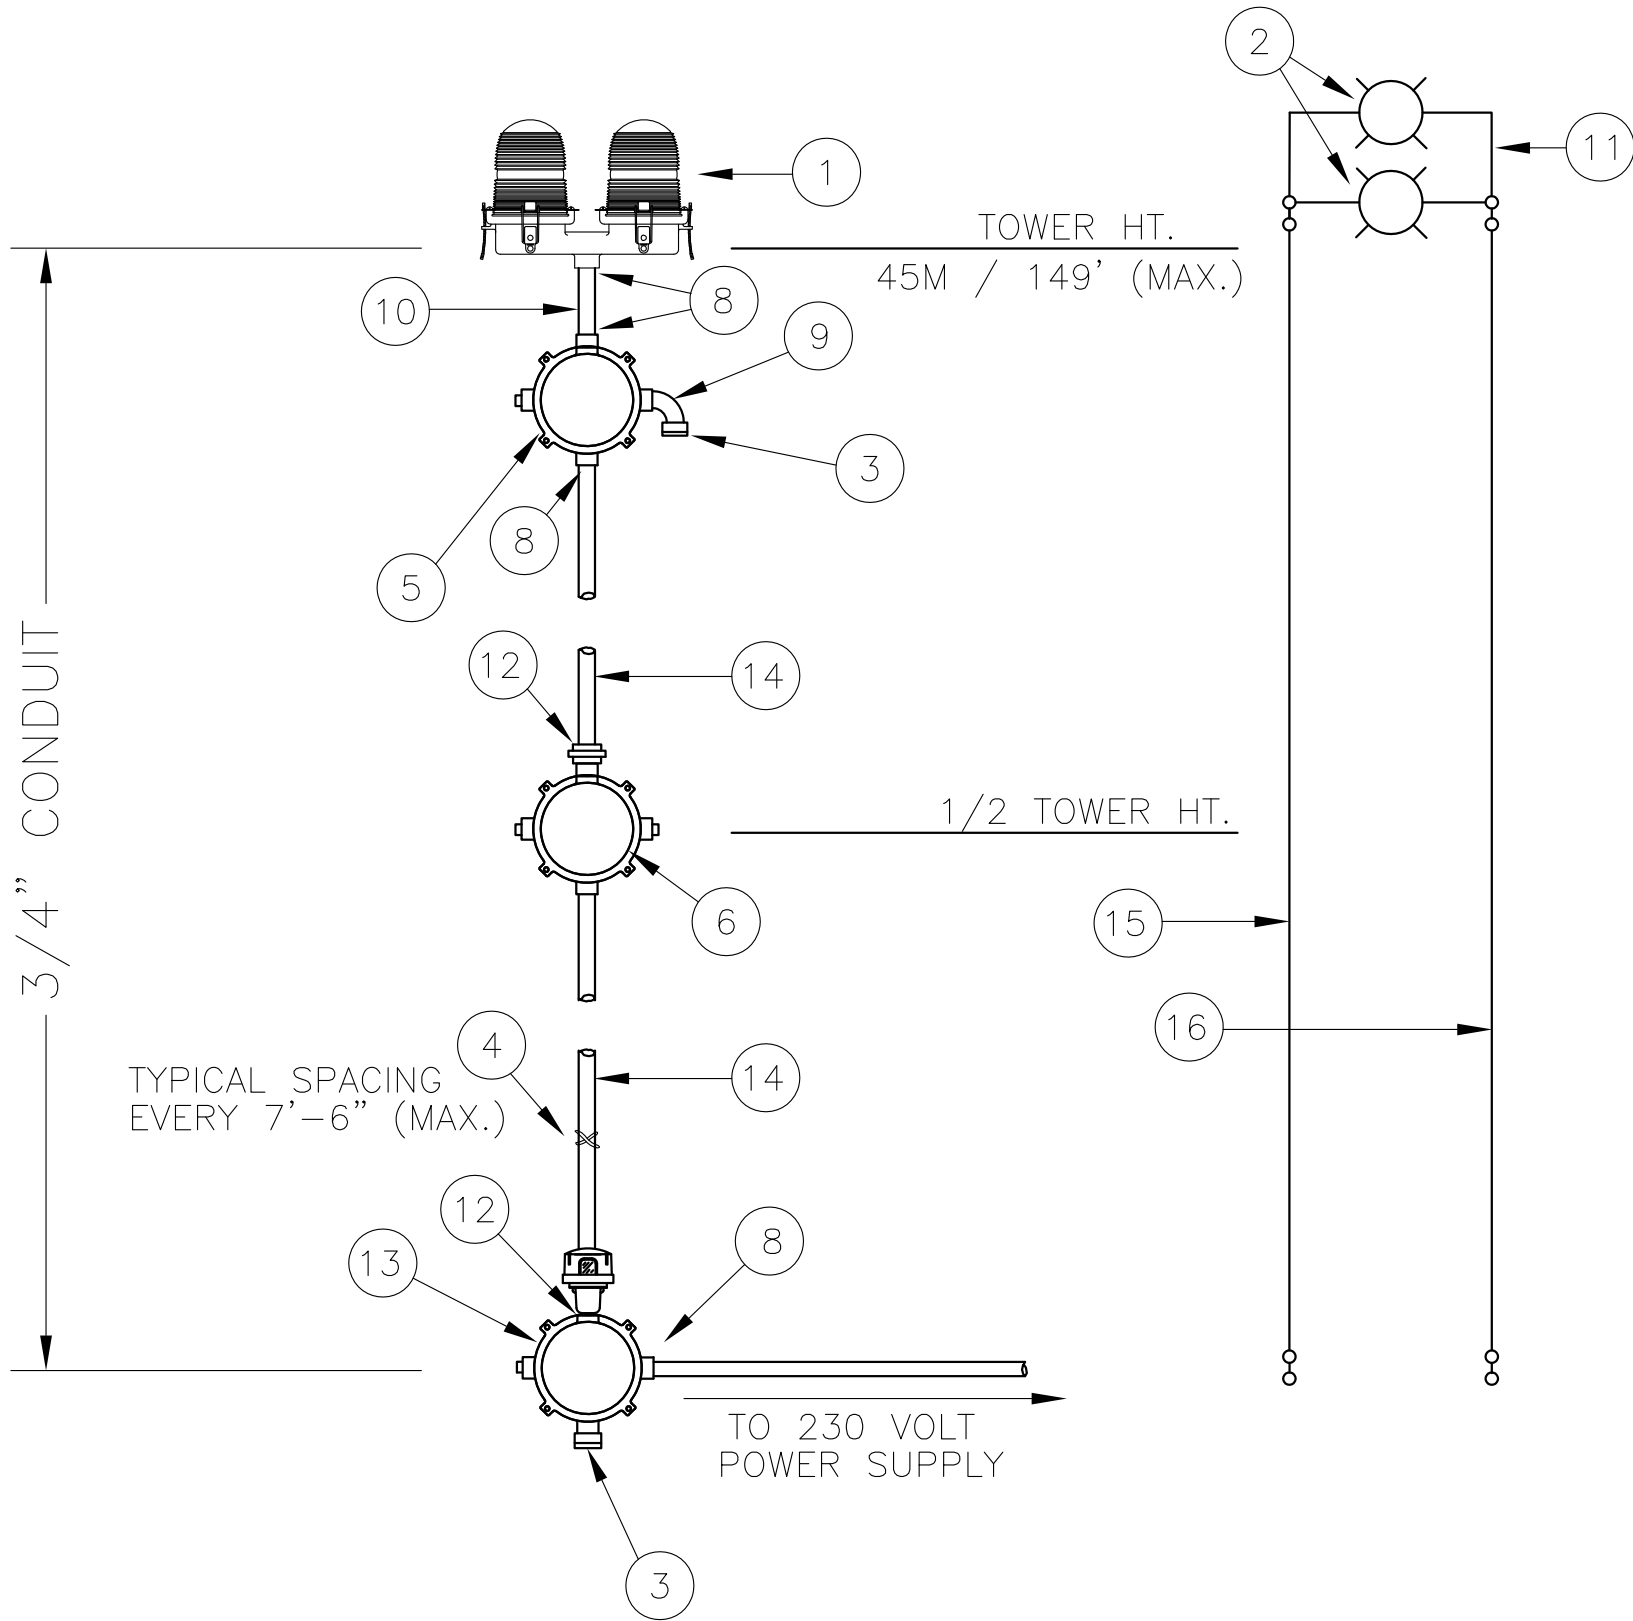 2
11
1
TOWER HT.
45M / 149' (MAX.)
8
10
9
3
8
5
12
14
3/4" CONDUIT
1/2 TOWER HT.
6
15
16
4
14
TYPICAL SPACING
EVERY 7'-6" (MAX.)
12
8
13
TO 230 VOLT
POWER SUPPLY
3